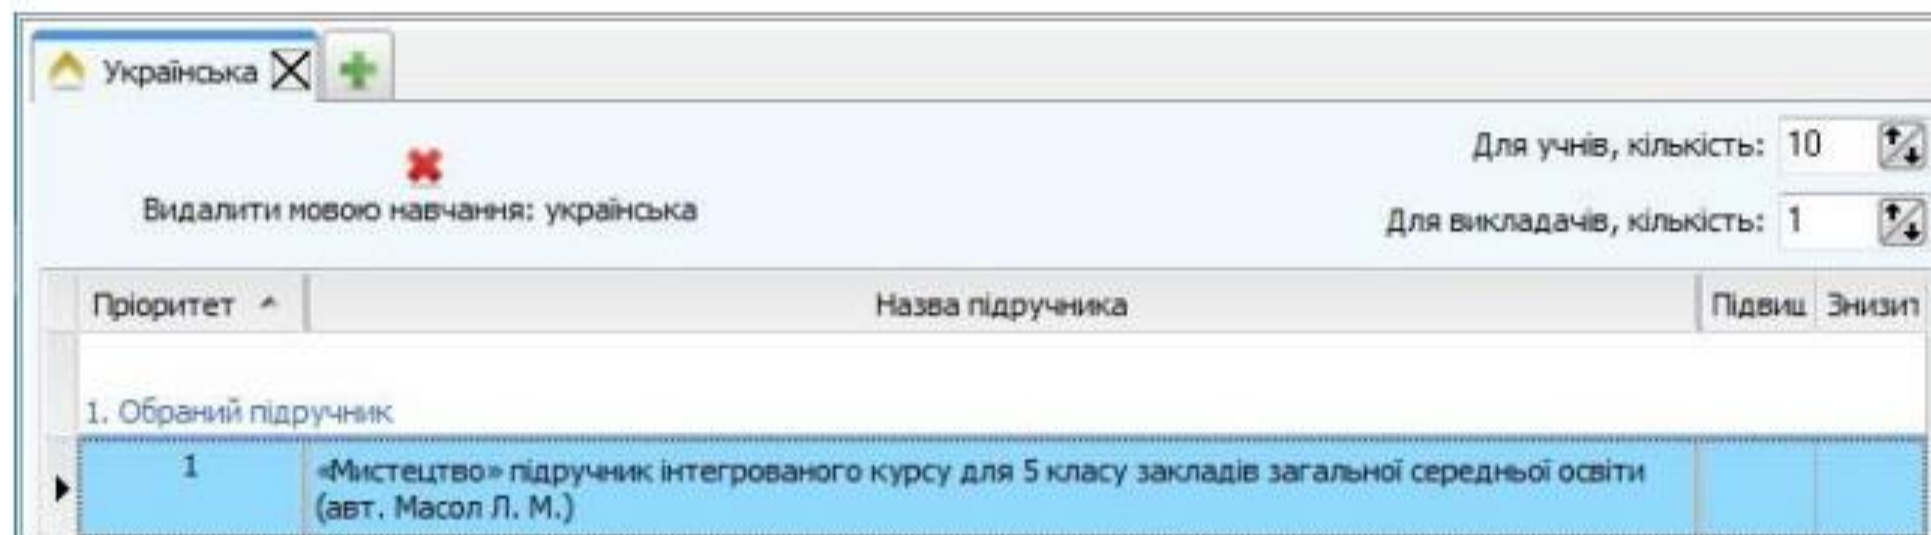 Українська
Для учнів, кількість: 10
Видалити мовою навчання: українська
Для викладачів, кількість: 1
Пріоритет Назва підручника Підвищ Знизит
1. Обраний підручник
1 «Мистецтво» підручник інтегрованого курсу для 5 класу закладів загальної середньої освіти
(авт. Масол Л. М.)